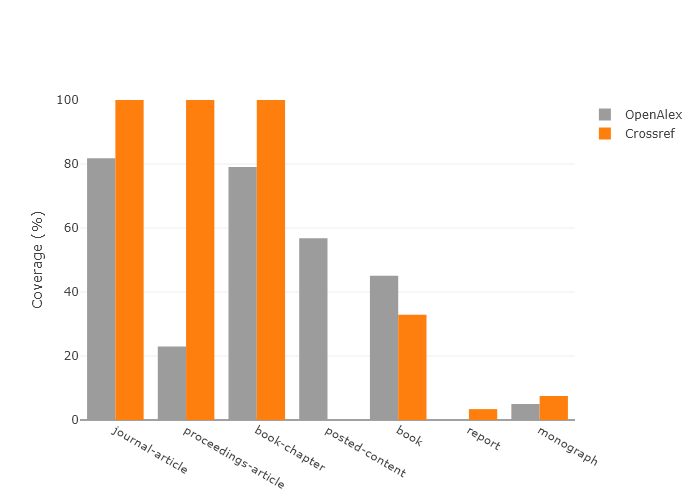 100
80
60
40
20
0
Coverage (%)
journal-article
proceedings-article
book-chapter
posted-content
book
report
monograph
OpenAlex
Crossref